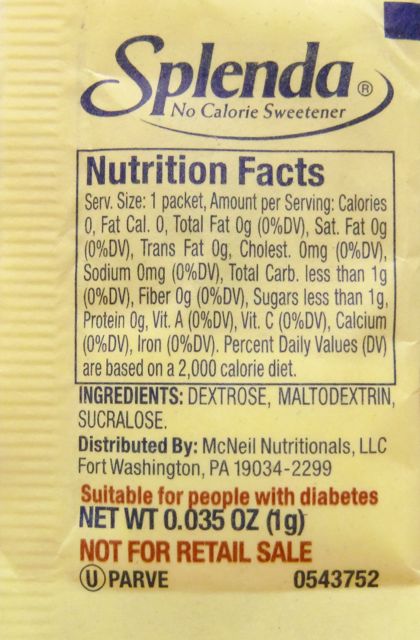 Splenda®
No Calorie Sweetener
Nutrition Facts
Serv. Size: 1 packet, Amount per Serving: Calories
0, Fat Cal. 0, Total Fat 0g (0%DV), Sat. Fat 0g
(0%DV), Trans Fat 0g, Cholest. 0mg (0%DV),
Sodium 0mg (0%DV), Total Carb. less than 1g
(0%DV), Fiber 0g (0%DV), Sugars less than 1g,
Protein 0g, Vit. A (0%DV), Vit. C (0%DV), Calcium
(0%DV), Iron (0%DV). Percent Daily Values (DV)
are based on a 2,000 calorie diet.
INGREDIENTS: DEXTROSE, MALTODEXTRIN,
SUCRALOSE.
Distributed By: McNeil Nutritionals, LLC
Fort Washington, PA 19034-2299
Suitable for people with diabetes
NET WT 0.035 OZ (1g)
NOT FOR RETAIL SALE
Ⓤ PARVE 0543752